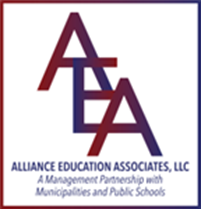 AEA
ALLIANCE EDUCATION ASSOCIATES, LLC
A Management Partnership with
Municipalities and Public Schools